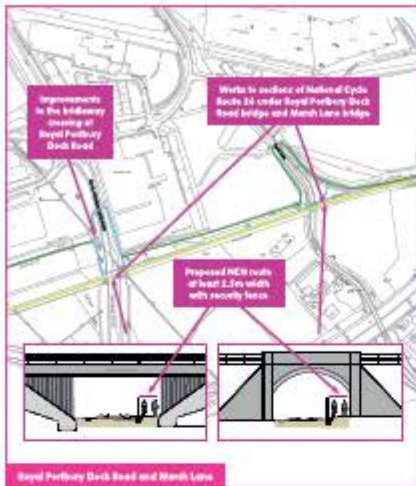 Improvements
to the bridleway
crossing at
Royal Portbury
Dock Road
Works to sections of National Cycle
Route 26 under Royal Portbury Dock
Road bridge and Marsh Lane bridge
Proposed NCN route
at least 2.5m width
with security fence
Royal Portbury Dock Road and Marsh Lane